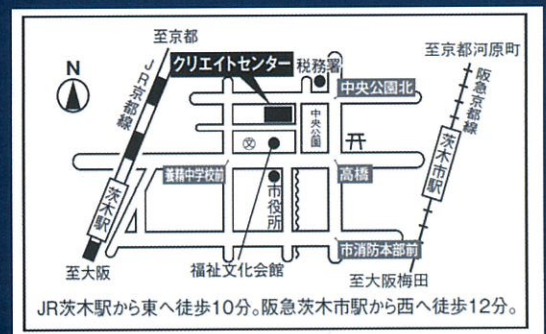 至京都
至京都河原町
N
JR京都線
クリエイトセンター
税務署
中央公園北
阪急京都線
中央公園
文
養精中学校前
高橋
茨木市駅
茨木駅
市役所
市消防本部前
至大阪
福祉文化会館
至大阪梅田
JR茨木駅から東へ徒歩10分。阪急茨木市駅から西へ徒歩12分。